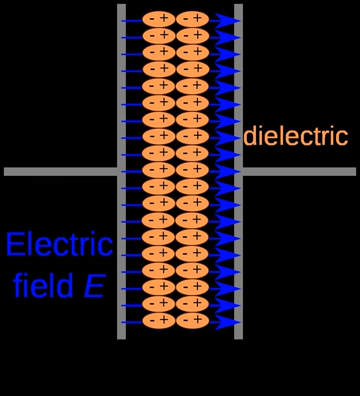 - + - +
- + - +
- + - +
- + - +
- + - +
- + - +
- + - +
- + - +
dielectric
- + - +
- + - +
- + - +
- + - +
- + - +
- + - +
Electric
- + - +
- + - +
field E
- + - +
- + - +
- + - +